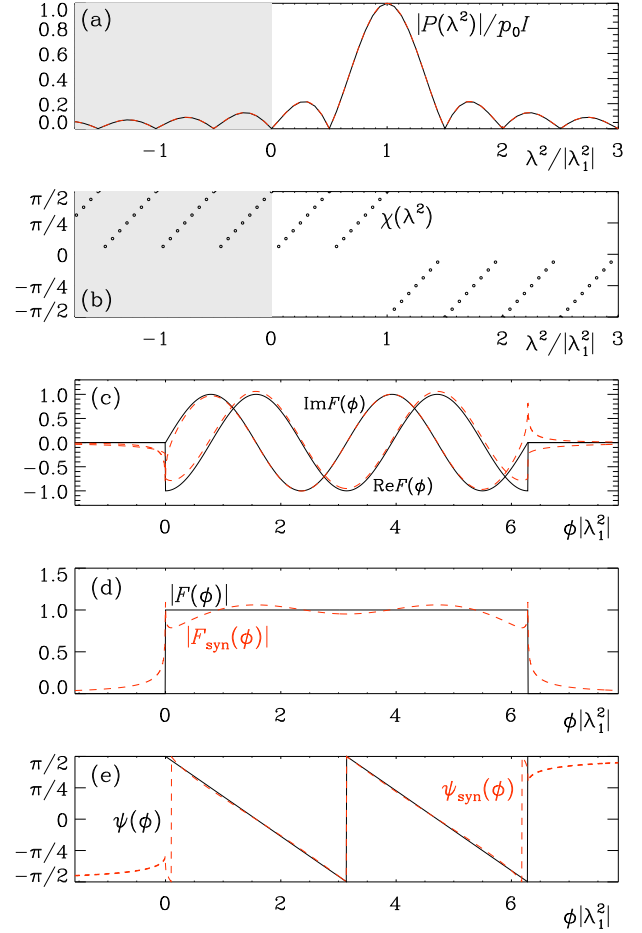 (a)
|P(λ²)|/p₀I
1.0
0.8
0.6
0.4
0.2
0.0
−1 0 1 2 3
λ²/|λ₁²|
π/2
π/4
0
−π/4
−π/2
χ(λ²)
(b)
−1 0 1 2 3
λ²/|λ₁²|
(c)
1.0
0.5
0.0
−0.5
−1.0
ImF(ϕ)
ReF(ϕ)
0 2 4 6
ϕ|λ₁²|
(d)
1.5
1.0
0.5
0.0
|F(ϕ)|
|F_syn(ϕ)|
0 2 4 6
ϕ|λ₁²|
(e)
π/2
π/4
0
−π/4
−π/2
ψ(ϕ)
ψ_syn(ϕ)
0 2 4 6
ϕ|λ₁²|